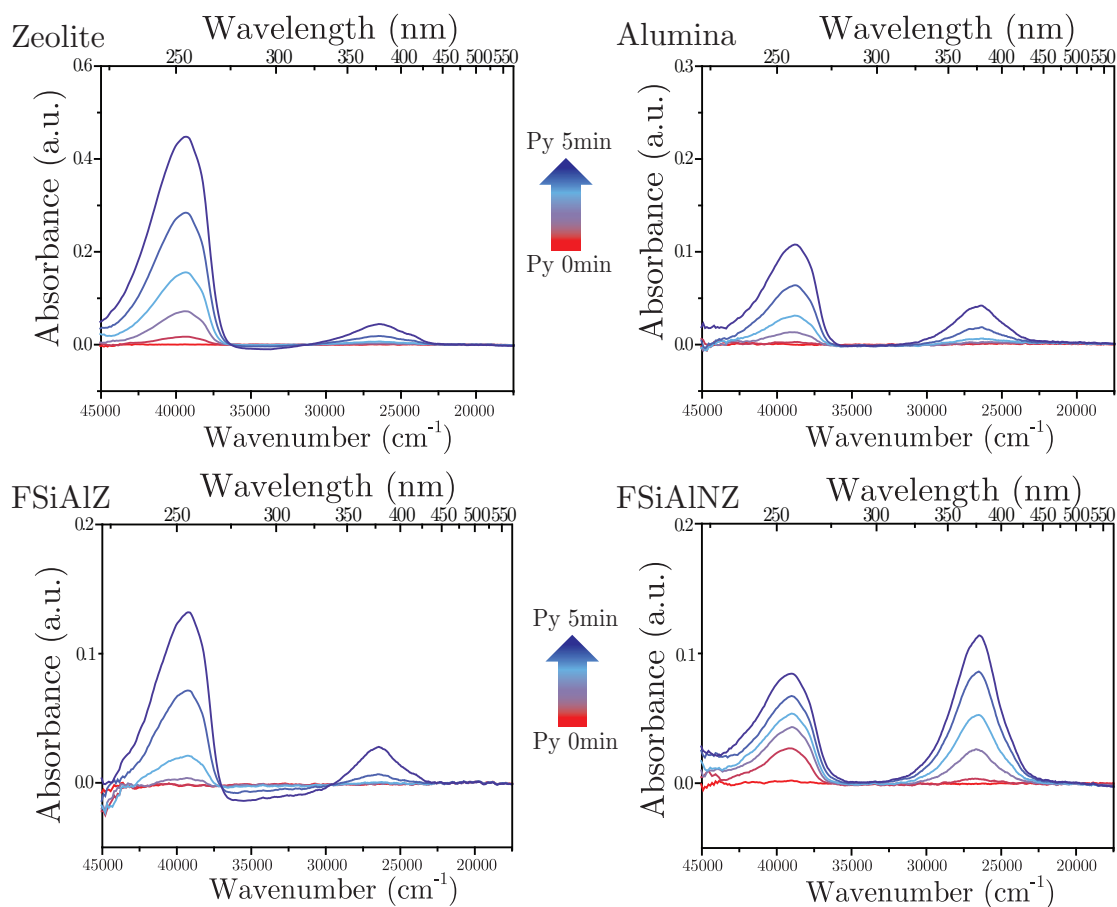 Zeolite
Wavelength (nm)
250 300 350 400 450 500 550
Absorbance (a.u.)
0.6
0.4
0.2
0.0
45000 40000 35000 30000 25000 20000
Wavenumber (cm⁻¹)
Py 5min
Py 0min
Alumina
Wavelength (nm)
250 300 350 400 450 500 550
Absorbance (a.u.)
0.3
0.2
0.1
0.0
45000 40000 35000 30000 25000 20000
Wavenumber (cm⁻¹)
FSiAlZ
Wavelength (nm)
250 300 350 400 450 500 550
Absorbance (a.u.)
0.2
0.1
0.0
45000 40000 35000 30000 25000 20000
Wavenumber (cm⁻¹)
Py 5min
Py 0min
FSiAlNZ
Wavelength (nm)
250 300 350 400 450 500 550
Absorbance (a.u.)
0.2
0.1
0.0
45000 40000 35000 30000 25000 20000
Wavenumber (cm⁻¹)